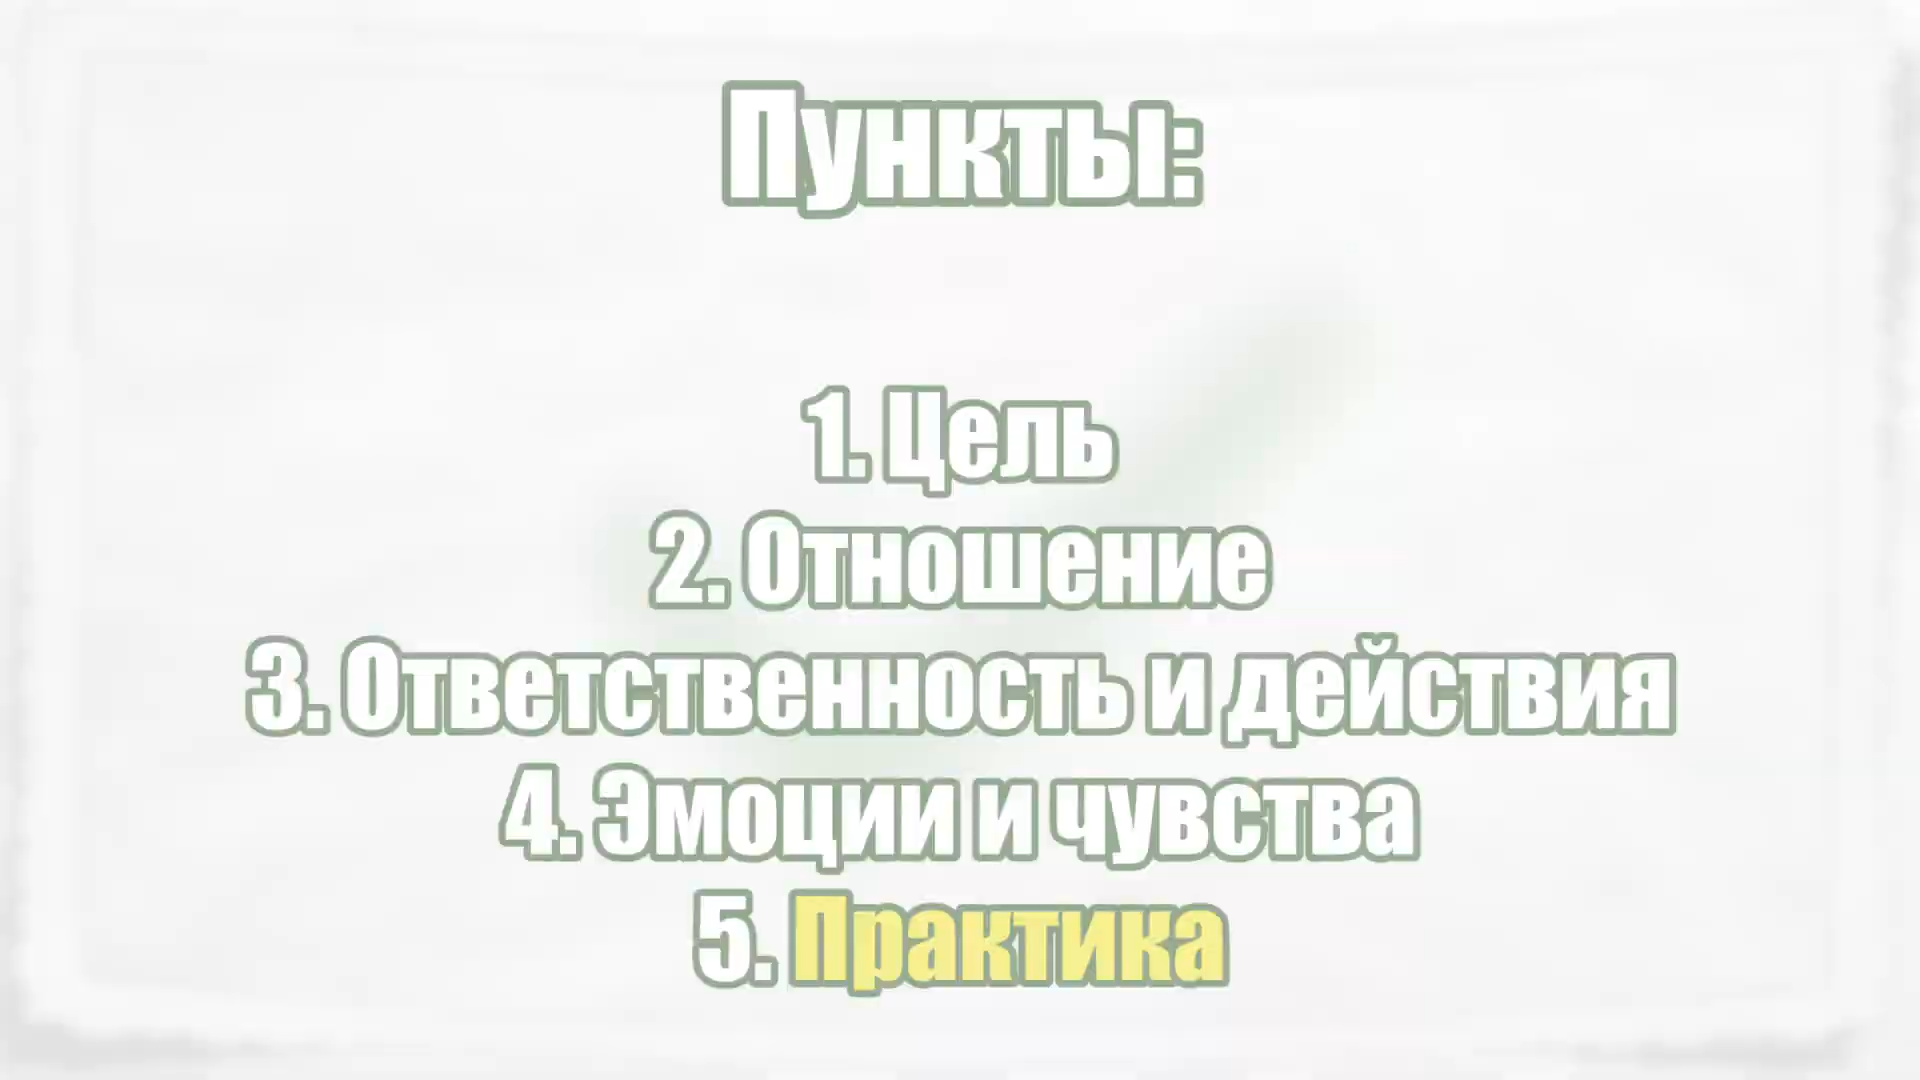 Пункты:
1. Цель
2. Отношение
3. Ответственность и действия
4. Эмоции и чувства
5. Практика